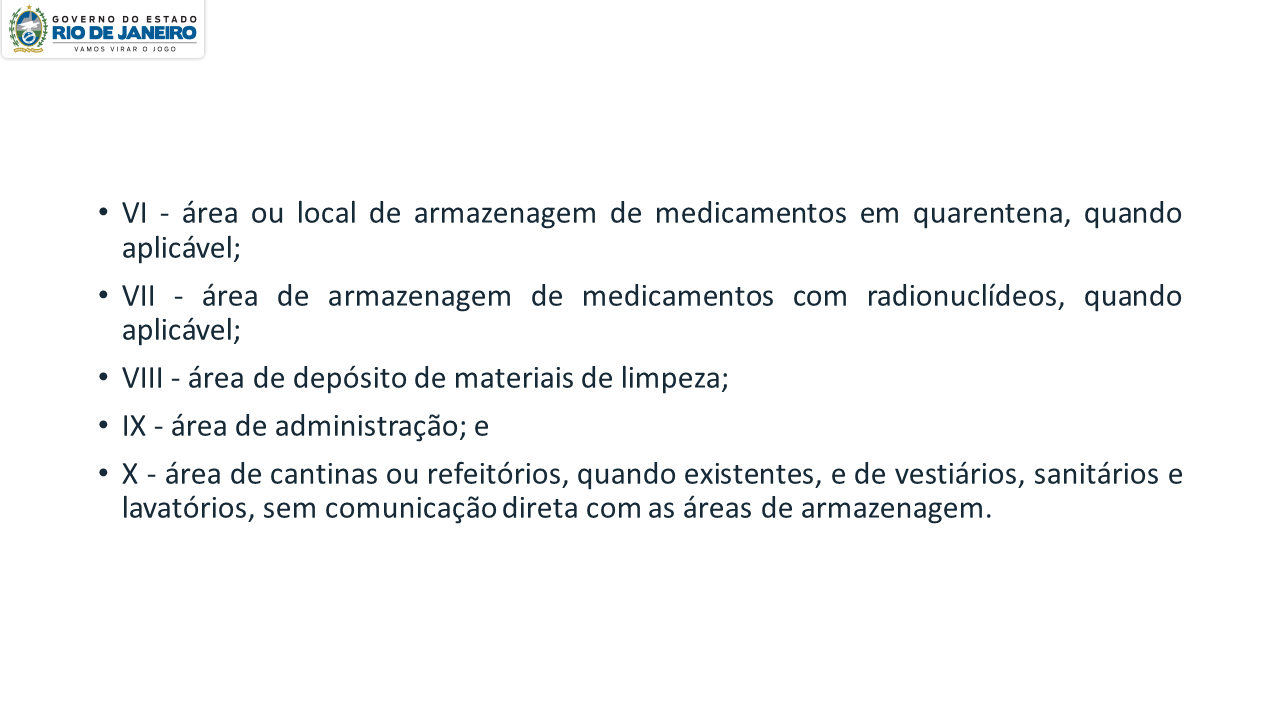 GOVERNO DO ESTADO
RIO DE JANEIRO
VAMOS VIRAR O JOGO
• VI - área ou local de armazenagem de medicamentos em quarentena, quando
aplicável;
• VII - área de armazenagem de medicamentos com radionuclídeos, quando
aplicável;
• VIII - área de depósito de materiais de limpeza;
• IX - área de administração; e
• X - área de cantinas ou refeitórios, quando existentes, e de vestiários, sanitários e
lavatórios, sem comunicação direta com as áreas de armazenagem.